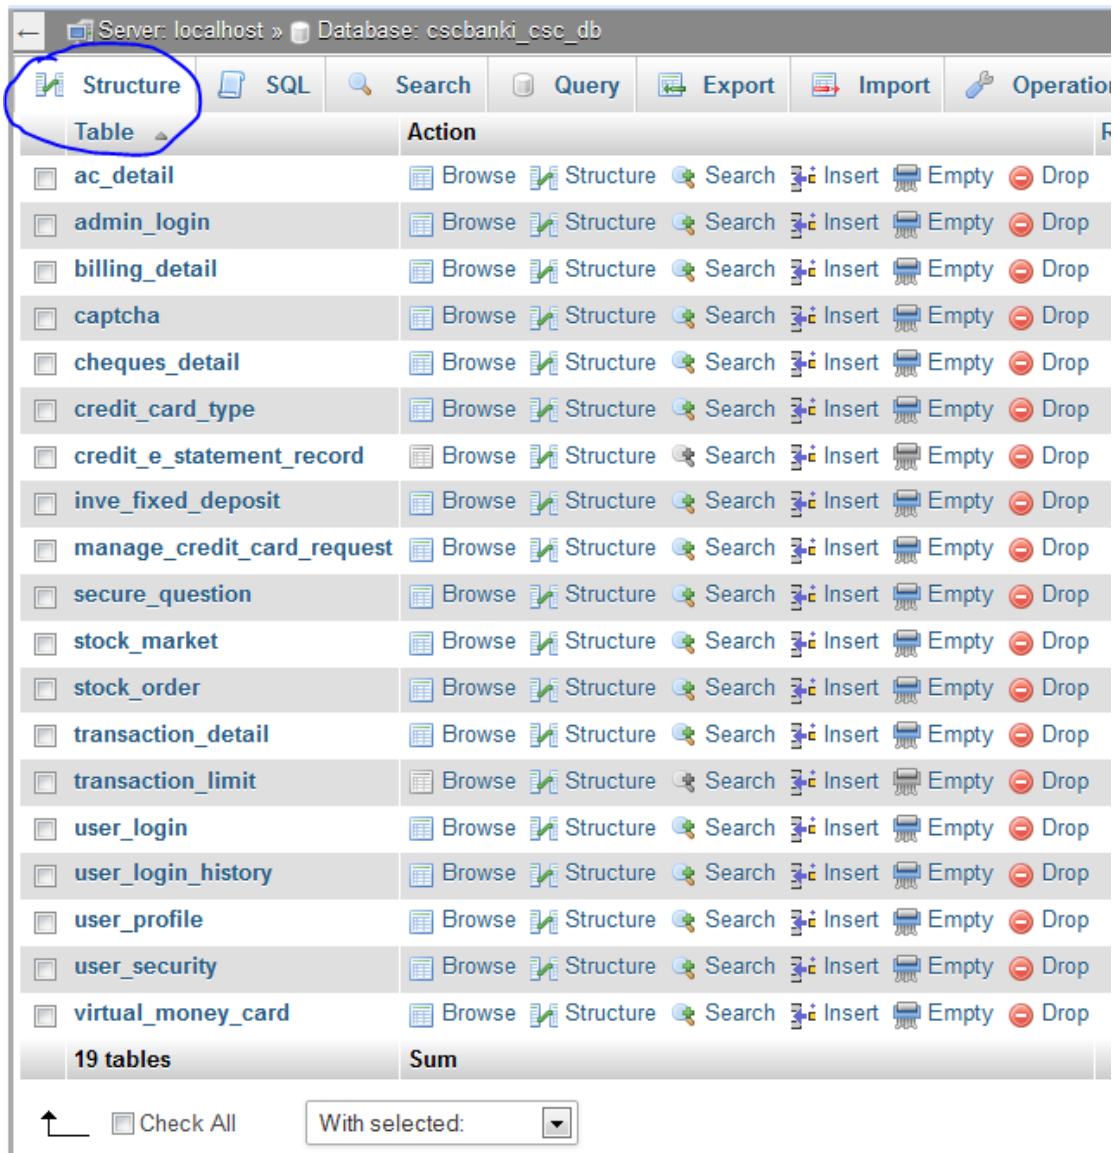 Server: localhost » Database: cscbanki_csc_db
Structure SQL Search Query Export Import Operation
Table Action R
ac_detail Browse Structure Search Insert Empty Drop
admin_login Browse Structure Search Insert Empty Drop
billing_detail Browse Structure Search Insert Empty Drop
captcha Browse Structure Search Insert Empty Drop
cheques_detail Browse Structure Search Insert Empty Drop
credit_card_type Browse Structure Search Insert Empty Drop
credit_e_statement_record Browse Structure Search Insert Empty Drop
inve_fixed_deposit Browse Structure Search Insert Empty Drop
manage_credit_card_request Browse Structure Search Insert Empty Drop
secure_question Browse Structure Search Insert Empty Drop
stock_market Browse Structure Search Insert Empty Drop
stock_order Browse Structure Search Insert Empty Drop
transaction_detail Browse Structure Search Insert Empty Drop
transaction_limit Browse Structure Search Insert Empty Drop
user_login Browse Structure Search Insert Empty Drop
user_login_history Browse Structure Search Insert Empty Drop
user_profile Browse Structure Search Insert Empty Drop
user_security Browse Structure Search Insert Empty Drop
virtual_money_card Browse Structure Search Insert Empty Drop
19 tables Sum
Check All With selected: